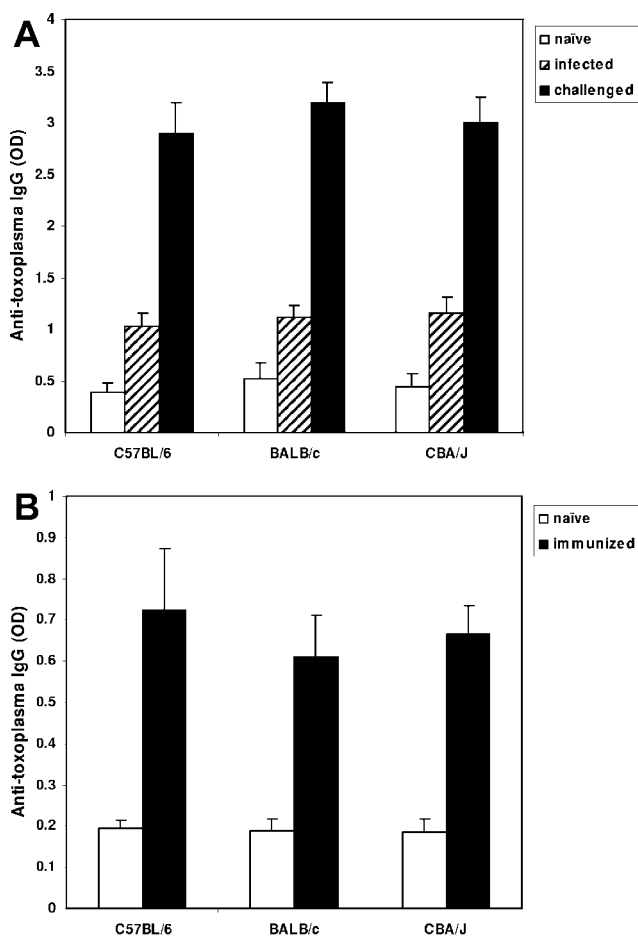 A
4
3.5
3
2.5
2
1.5
1
0.5
0
Anti-toxoplasma IgG (OD)
C57BL/6 BALB/c CBA/J
naïve
infected
challenged
B
1
0.9
0.8
0.7
0.6
0.5
0.4
0.3
0.2
0.1
0
Anti-toxoplasma IgG (OD)
C57BL/6 BALB/c CBA/J
naïve
immunized